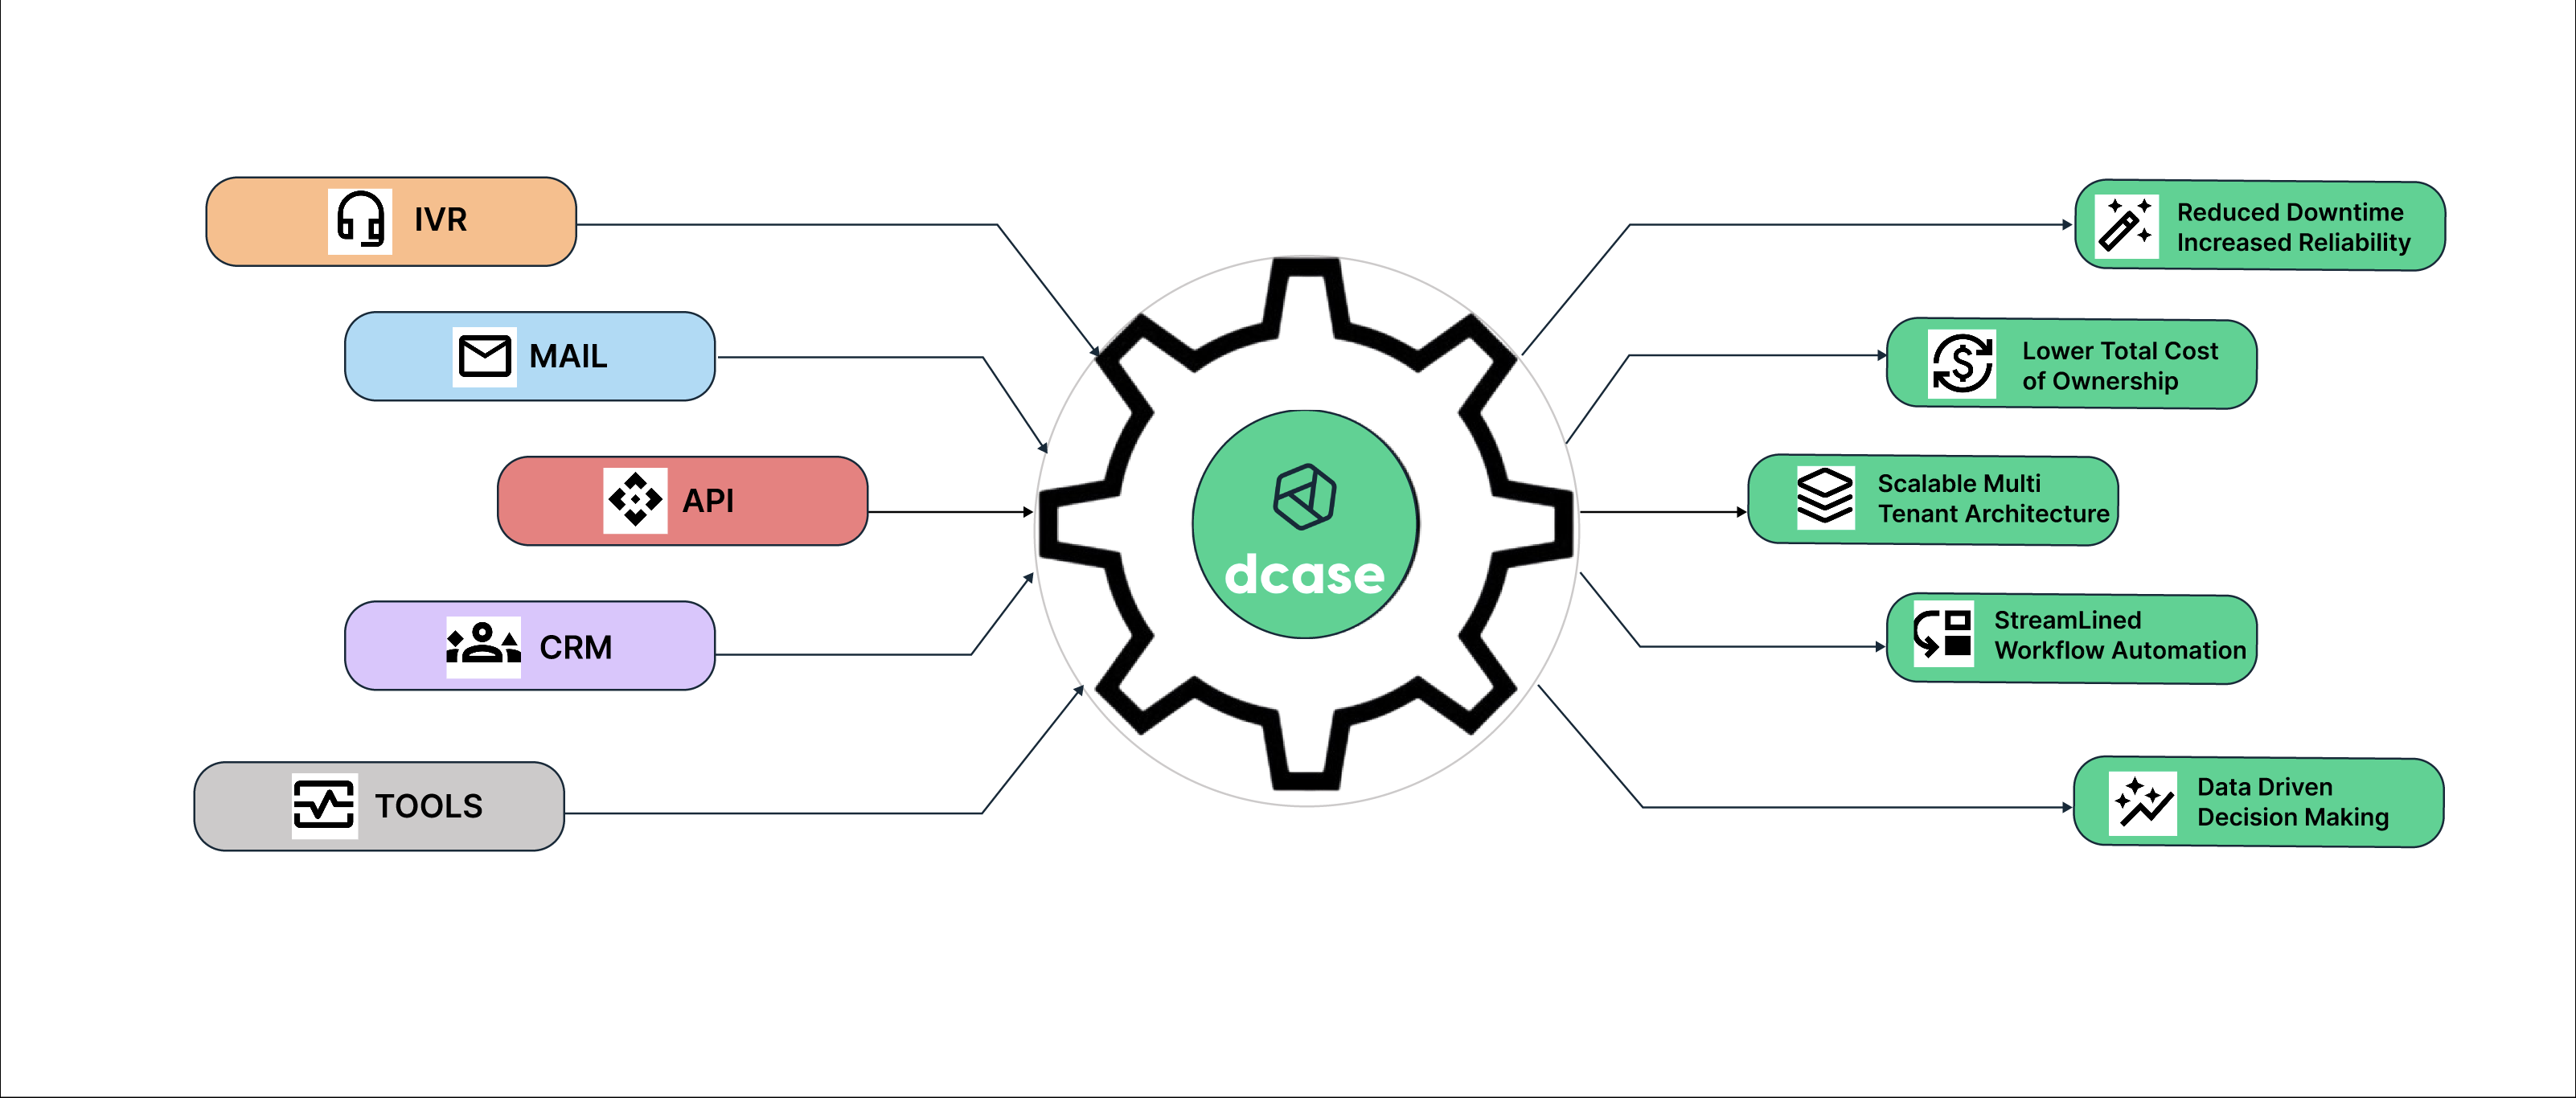 IVR
MAIL
API
CRM
TOOLS
dcase
Reduced Downtime
Increased Reliability
Lower Total Cost
of Ownership
Scalable Multi
Tenant Architecture
StreamLined
Workflow Automation
Data Driven
Decision Making